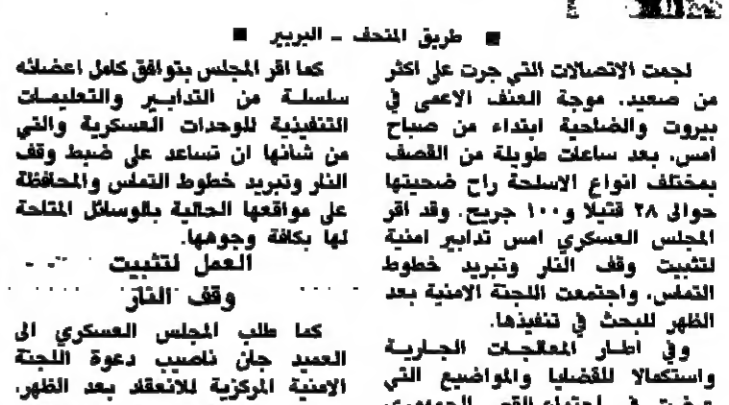 ■ طريق المتحف ـ البربير ■
لجمت الاتصالات التي جرت على اكثر
من صعيد، موجة العنف الاعمى في
بيروت والضاحية ابتداء من صباح
امس، بعد ساعات طويلة من القصف
بمختلف انواع الاسلحة راح ضحيتها
حوالى ٢٨ قتيلا و١٠٠ جريح. وقد اقر
المجلس العسكري امس تدابير امنية
لتثبيت وقف النار وتبريد خطوط
التماس، واجتمعت اللجنة الامنية بعد
الظهر للبحث في تنفيذها.
وفي اطار المعالجات الجارية
واستكمالا للقضايا والمواضيع التي
كما اقر المجلس بتوافق كامل اعضائه
سلسلة من التدابير والتعليمات
التنفيذية للوحدات العسكرية والتي
من شانها ان تساعد على ضبط وقف
النار وتبريد خطوط التماس والمحافظة
على مواقعها الحالية بالوسائل المتاحة
لها بكافة وجوهها.
العمل لتثبيت
وقف النار
كما طلب المجلس العسكري الى
العميد جان ناصيب دعوة اللجنة
الامنية المركزية للانعقاد بعد الظهر،